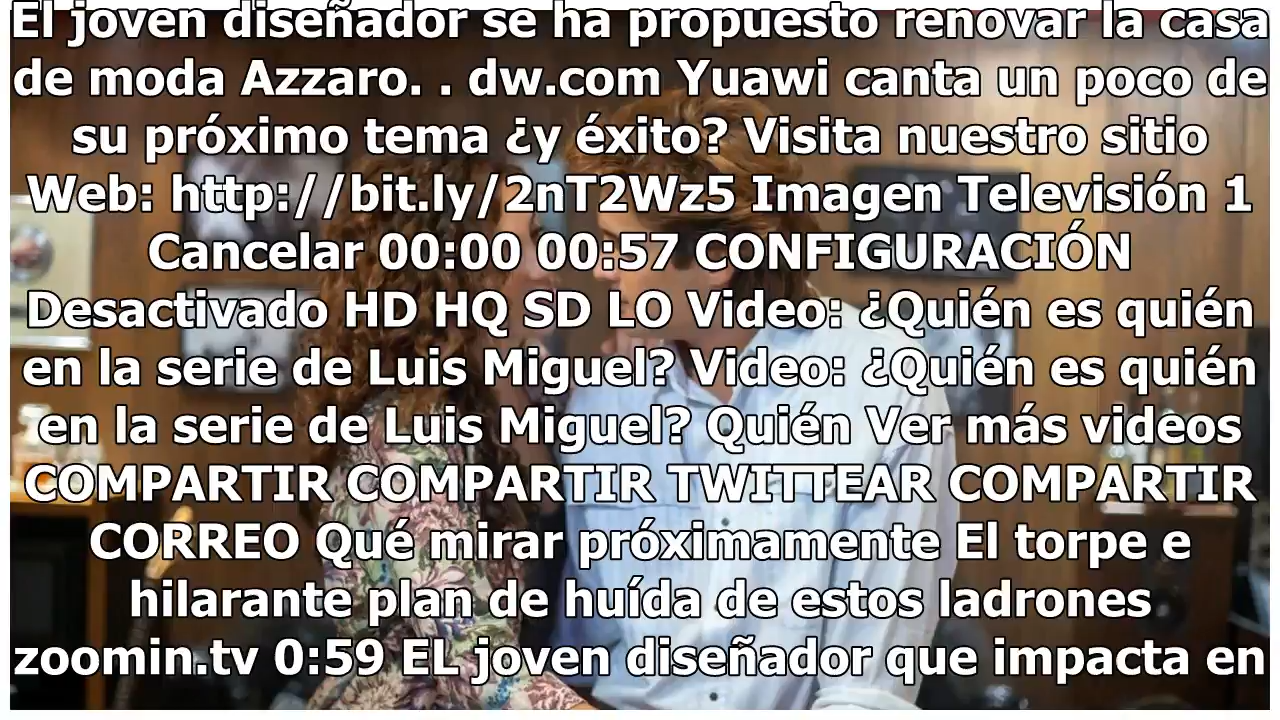 El joven diseñador se ha propuesto renovar la casa
de moda Azzaro. . dw.com Yuawi canta un poco de
su próximo tema ¿y éxito? Visita nuestro sitio
Web: http://bit.ly/2nT2Wz5 Imagen Televisión 1
Cancelar 00:00 00:57 CONFIGURACIÓN
Desactivado HD HQ SD LO Video: ¿Quién es quién
en la serie de Luis Miguel? Video: ¿Quién es quién
en la serie de Luis Miguel? Quién Ver más videos
COMPARTIR COMPARTIR TWITTEAR COMPARTIR
CORREO Qué mirar próximamente El torpe e
hilarante plan de huída de estos ladrones
zoomin.tv 0:59 EL joven diseñador que impacta en